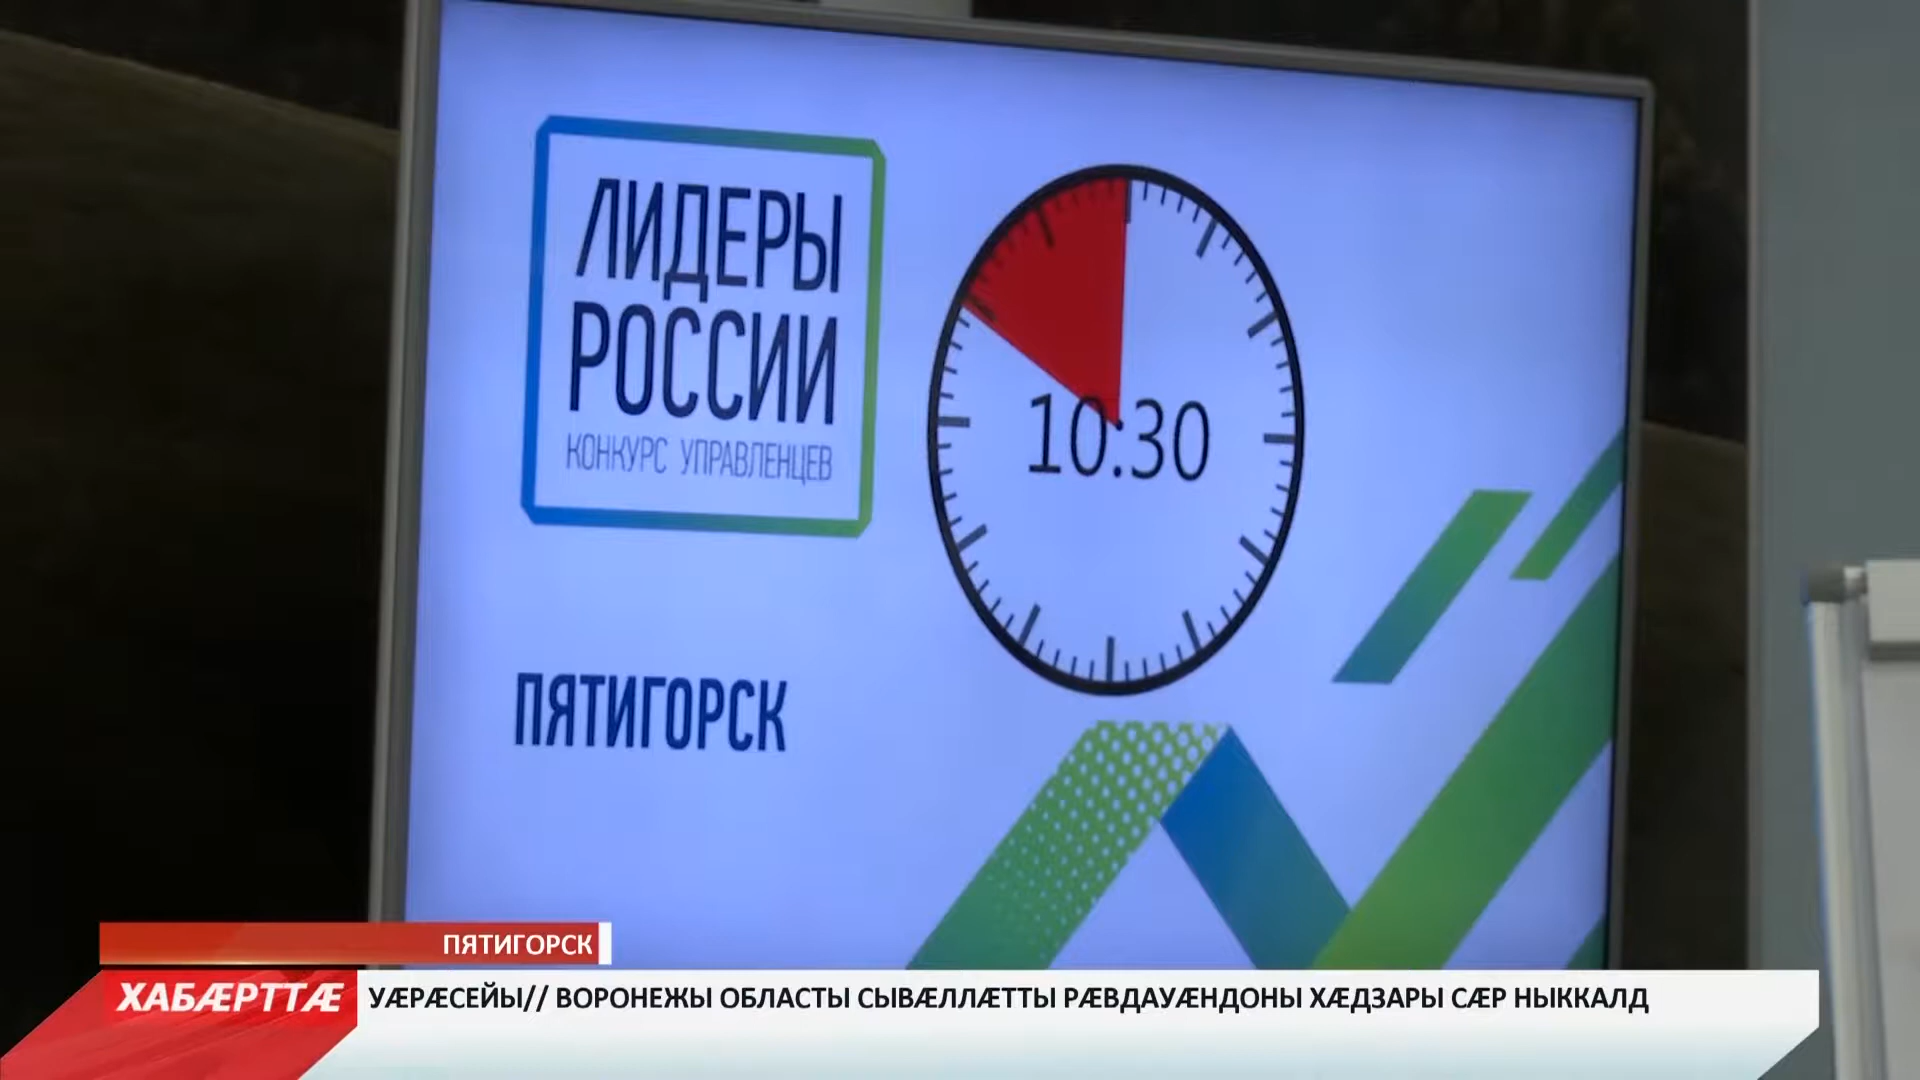 ЛИДЕРЫ
РОССИИ
КОНКУРС УПРАВЛЕНЦЕВ
10:30
ПЯТИГОРСК
ПЯТИГОРСК
ХАБÆРТТÆ
УÆРÆСЕЙЫ// ВОРОНЕЖЫ ОБЛАСТЫ СЫВÆЛЛÆТТЫ РÆВДАУÆНДОНЫ ХÆДЗАРЫ СÆР НЫККАЛД